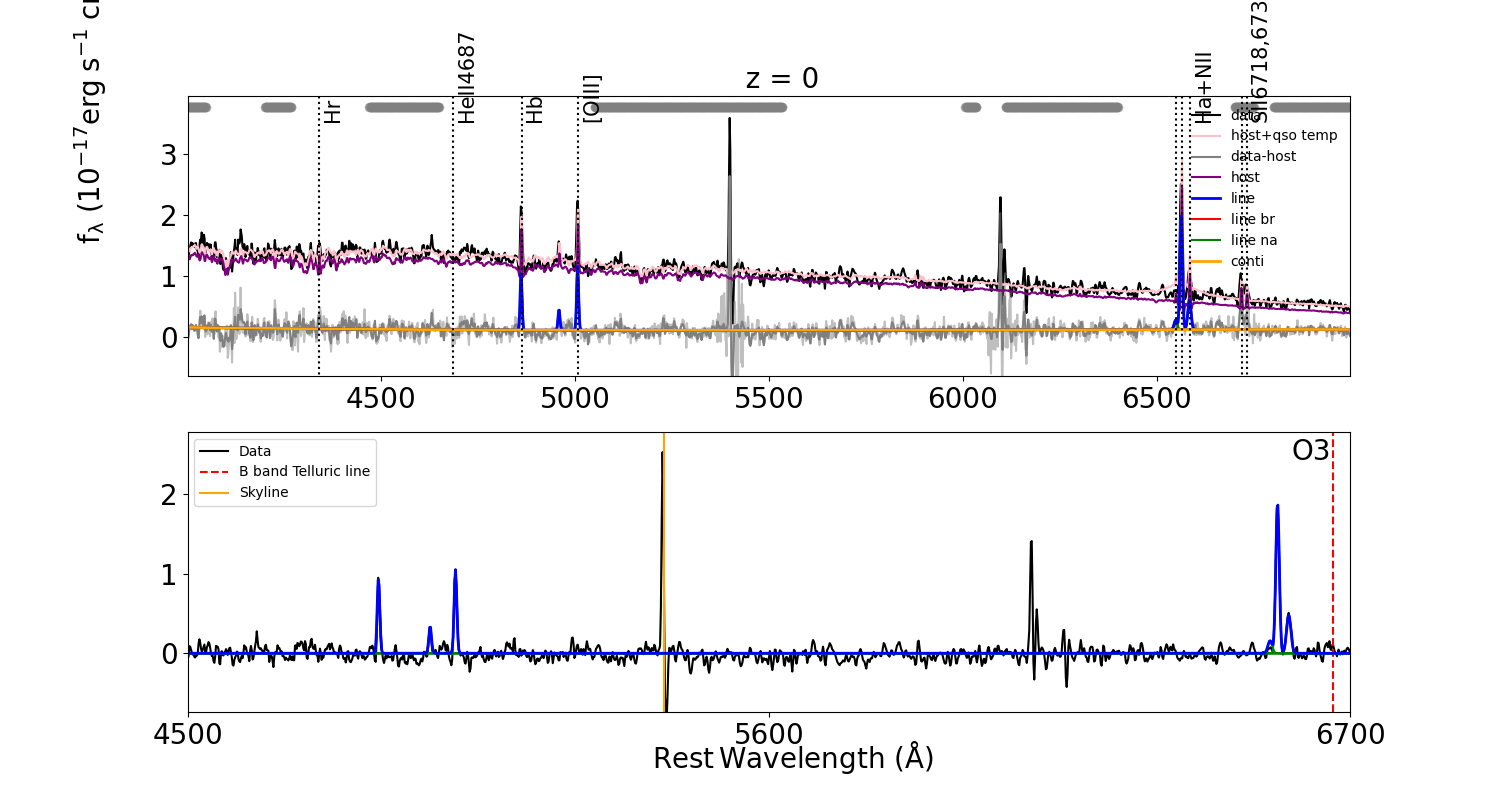 z = 0
f_λ (10^−17 erg s^−1 c
Hr
HeII4687
Hb
[OIII]
Ha+NII
SII6718,673
data
host+qso temp
data-host
host
line
line br
line na
conti
3
2
1
0
4500 5000 5500 6000 6500
Data
B band Telluric line
Skyline
O3
2
1
0
4500 5600 6700
Rest Wavelength (Å)